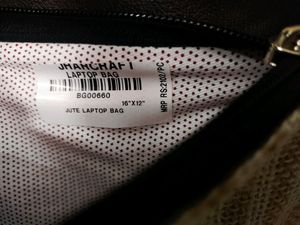 JHARCRAFT
LAPTOP BAG
BG00660
16"X12"
JUTE LAPTOP BAG
MRP RS:2102/PC